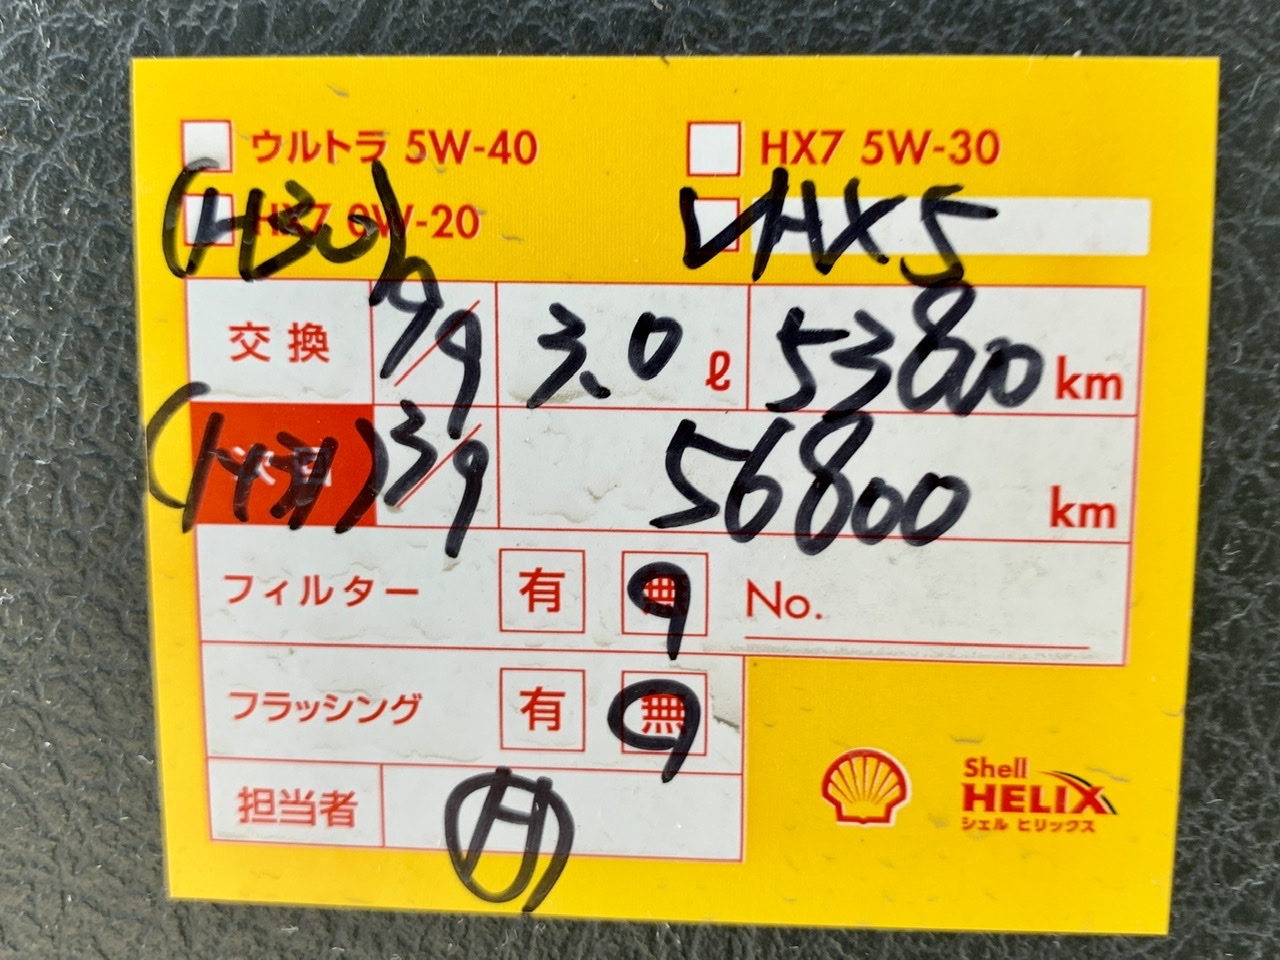 ウルトラ 5W-40
HX7 5W-30
(H30) HX7 0W-20
HX5
交換 9/9 3.0 ℓ 53800 km
(H31) 次回 3/9 56800 km
フィルター 有 無 No.
フラッシング 有 無
担当者 H
Shell
HELIX
シェル ヒリックス